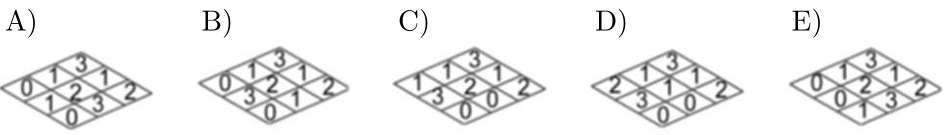 A) B) C) D) E)
3 3 3 3 3
1 1 1 1 1 1 1 1 1 1
0 2 2 0 2 2 1 2 2 2 1 2 0 2 2
1 3 3 1 3 0 3 0 0 3
0 0 0 0 1